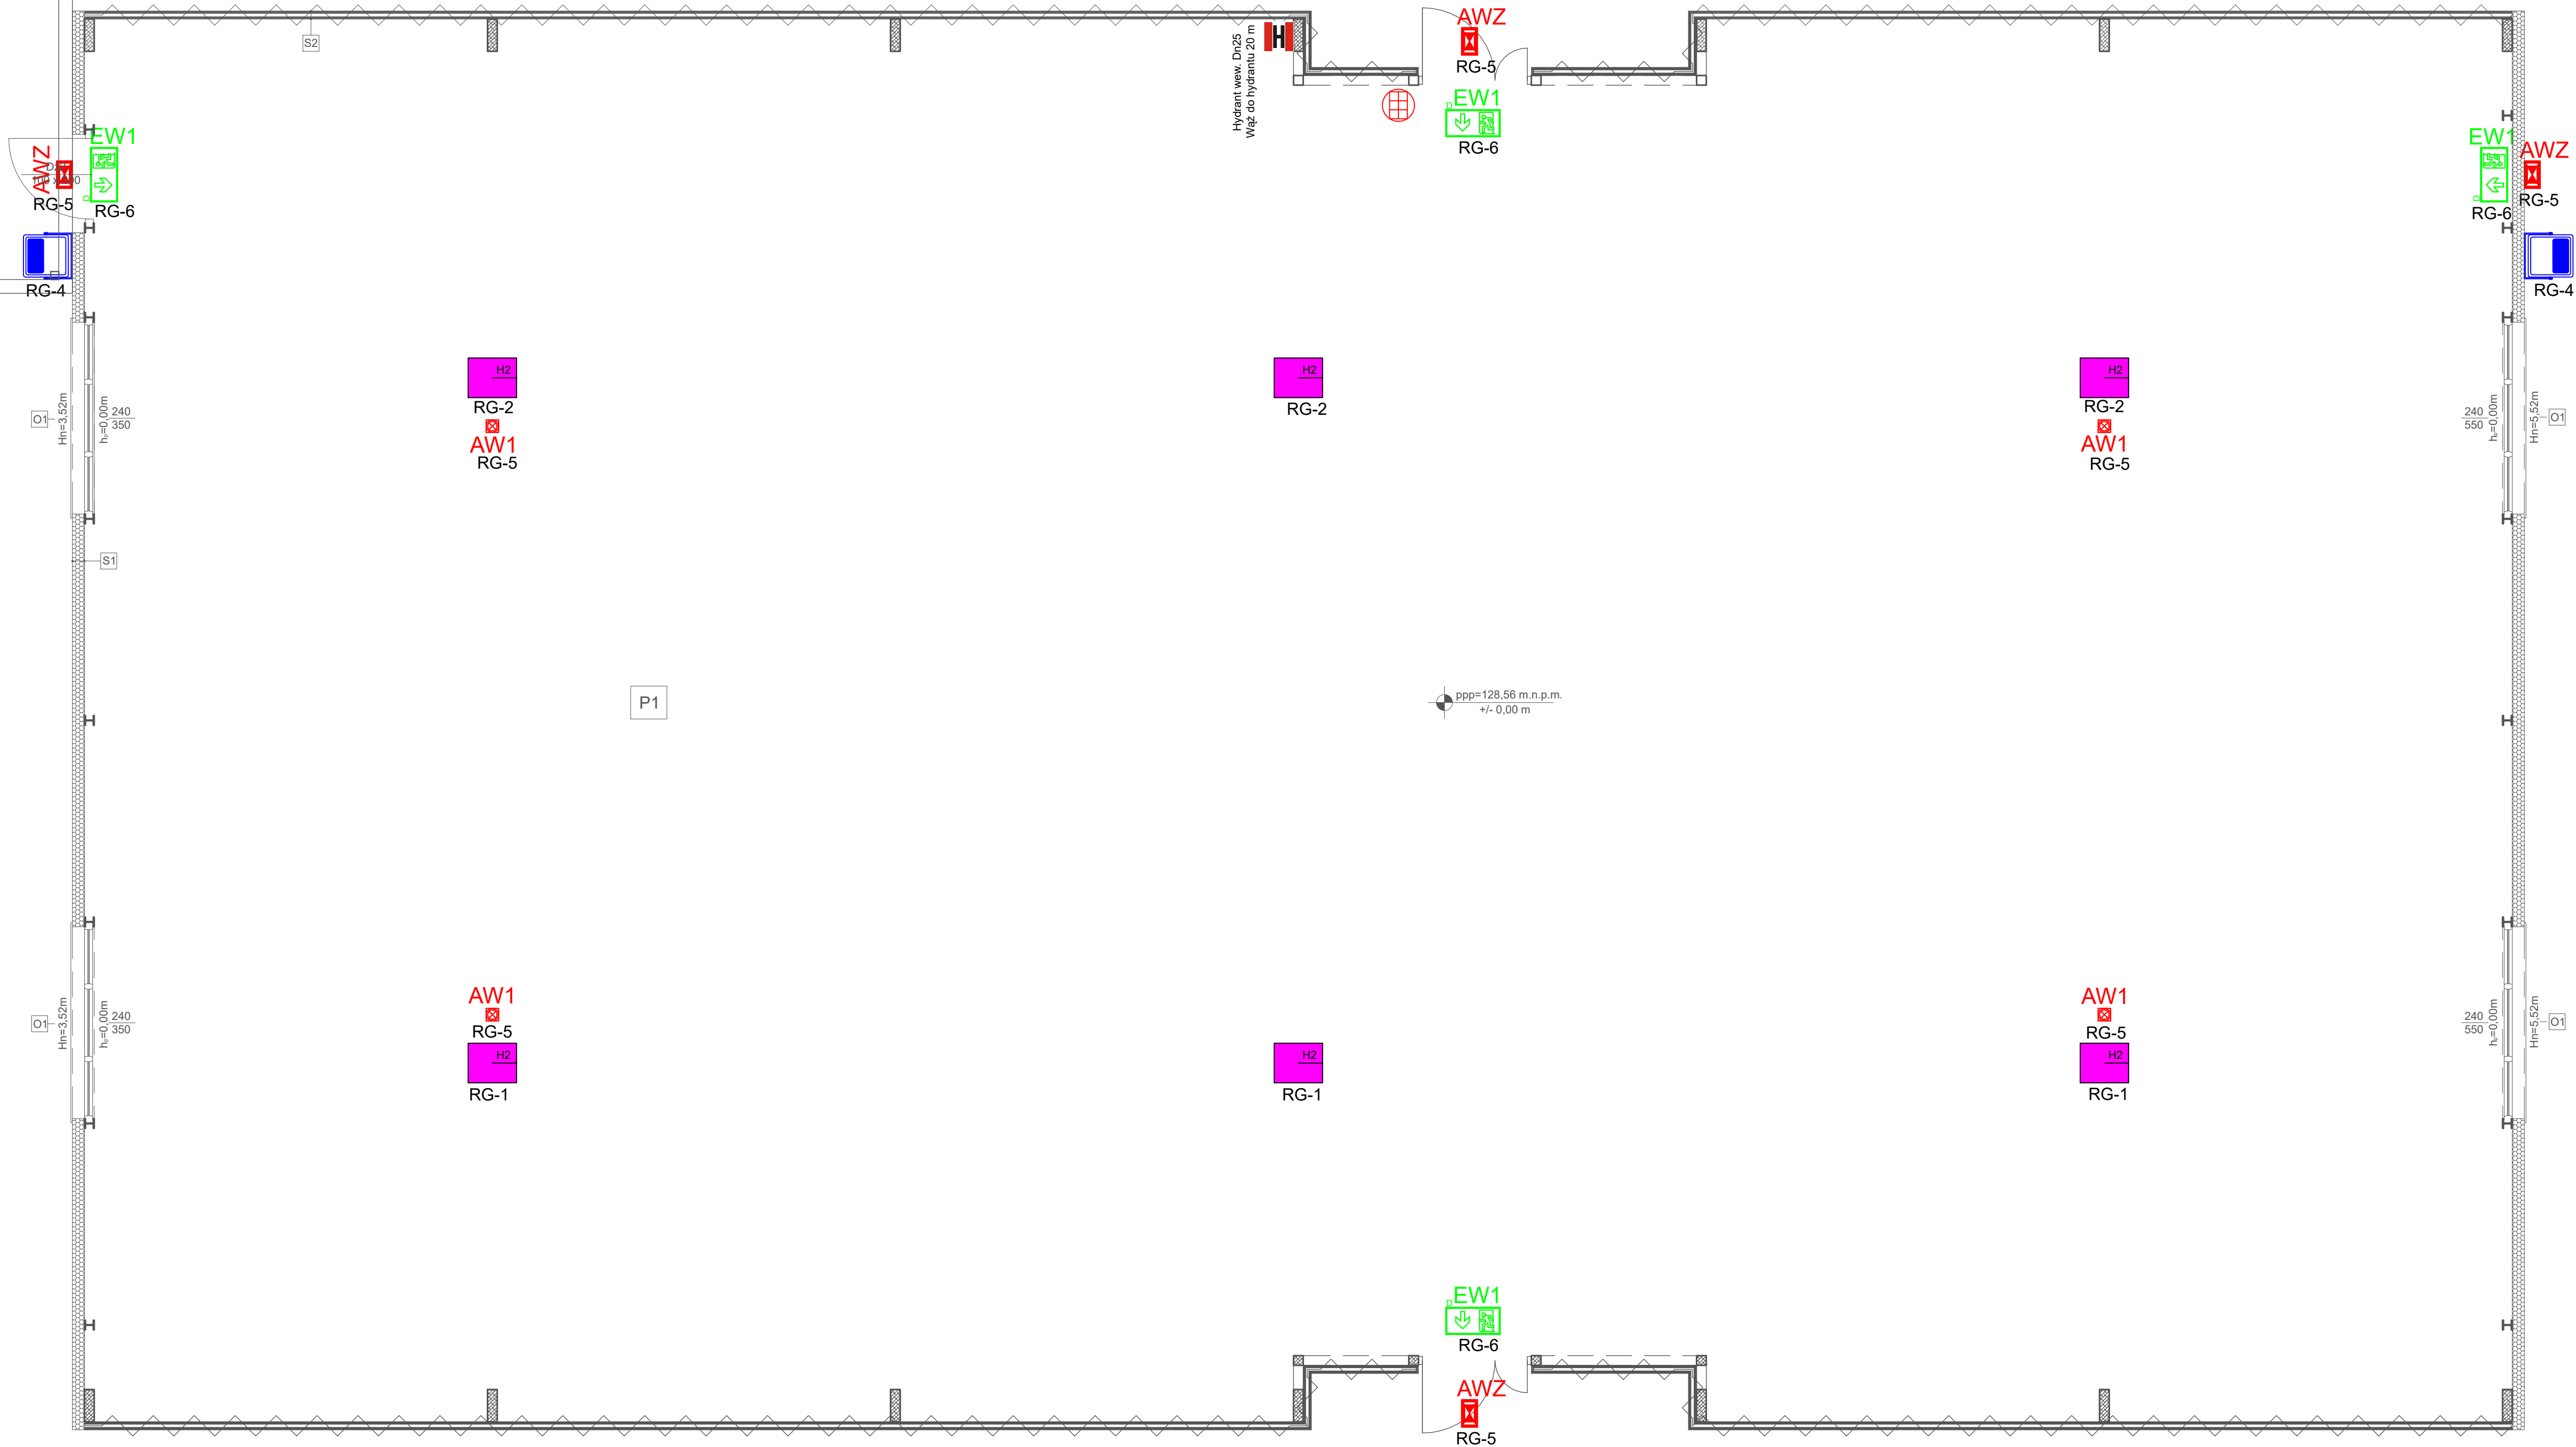 AWZ
RG-5
H
Hydrant wew. Dn25
Wąż do hydrantu 20 m
S2
D
EW1
RG-6
EW1
AWZ
D
RG-5
RG-6
RG-4
EW1
AWZ
D
RG-6
RG-5
RG-4
H2
RG-2
AW1
RG-5
H2
RG-2
H2
RG-2
AW1
RG-5
O1
Hn=3,52m
hp=0,00m
240
350
240
550
hp=0,00m
Hn=5,52m
O1
S1
P1
ppp=128,56 m.n.p.m.
+/- 0,00 m
AW1
RG-5
H2
RG-1
H2
RG-1
AW1
RG-5
H2
RG-1
O1
Hn=3,52m
hp=0,00m
240
350
240
550
hp=0,00m
Hn=5,52m
O1
D
EW1
RG-6
AWZ
RG-5